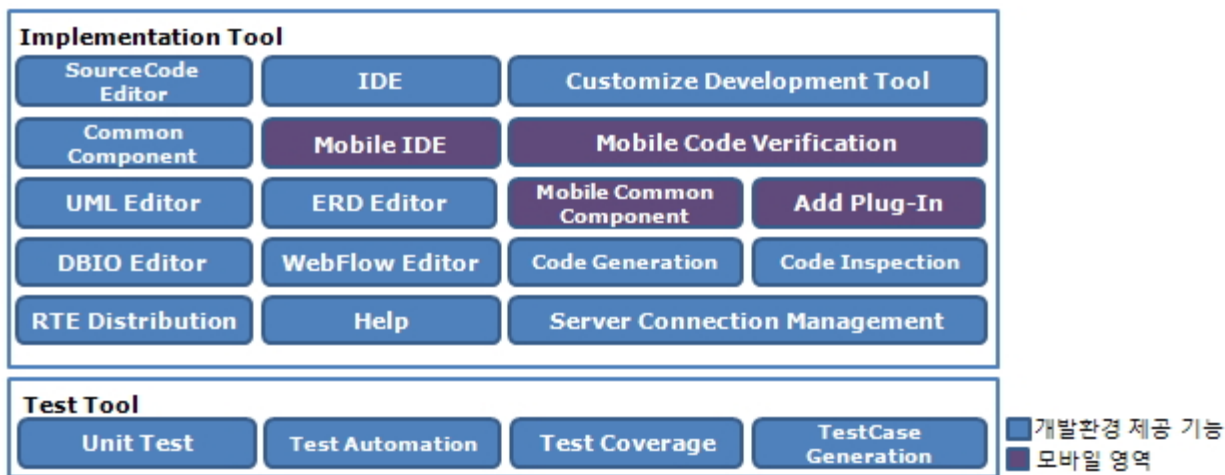 Implementation Tool
SourceCode
Editor
IDE
Customize Development Tool
Common
Component
Mobile IDE
Mobile Code Verification
UML Editor
ERD Editor
Mobile Common
Component
Add Plug-In
DBIO Editor
WebFlow Editor
Code Generation
Code Inspection
RTE Distribution
Help
Server Connection Management
Test Tool
Unit Test
Test Automation
Test Coverage
TestCase
Generation
개발환경 제공 기능
모바일 영역